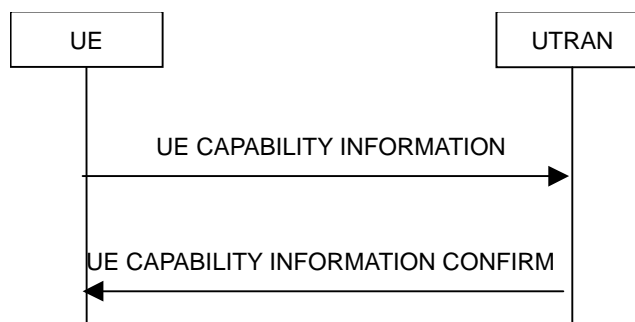 UE
UTRAN
UE CAPABILITY INFORMATION
UE CAPABILITY INFORMATION CONFIRM